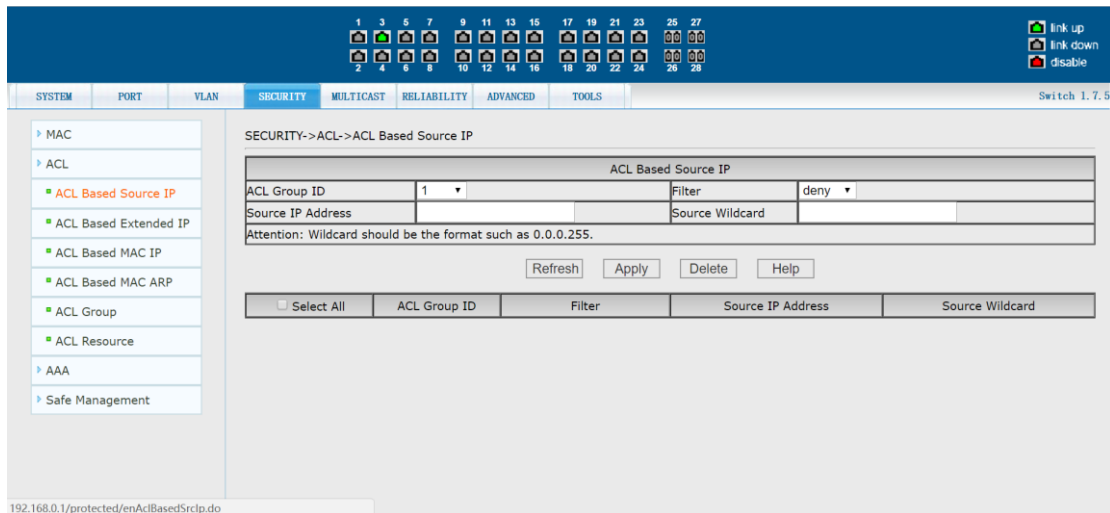 1 3 5 7 9 11 13 15 17 19 21 23 25 27
2 4 6 8 10 12 14 16 18 20 22 24 26 28
link up
link down
disable
SYSTEM PORT VLAN SECURITY MULTICAST RELIABILITY ADVANCED TOOLS Switch 1.7.5
MAC
ACL
ACL Based Source IP
ACL Based Extended IP
ACL Based MAC IP
ACL Based MAC ARP
ACL Group
ACL Resource
AAA
Safe Management
SECURITY->ACL->ACL Based Source IP
ACL Based Source IP
ACL Group ID 1 Filter deny
Source IP Address Source Wildcard
Attention: Wildcard should be the format such as 0.0.0.255.
Refresh Apply Delete Help
Select All ACL Group ID Filter Source IP Address Source Wildcard
192.168.0.1/protected/enAclBasedSrcIp.do